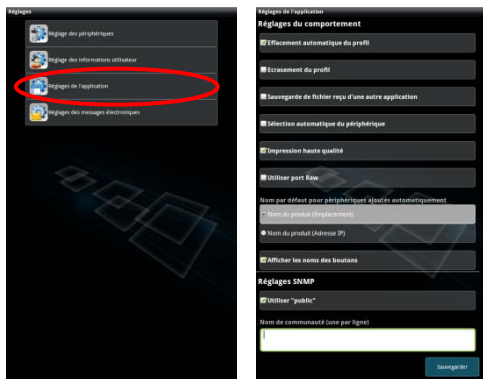 Réglages
Réglage des périphériques
Réglage des informations utilisateur
Réglages de l'application
Réglages des messages électroniques
Réglages de l'application
Réglages du comportement
Effacement automatique du profil
Ecrasement du profil
Sauvegarde de fichier reçu d'une autre application
Sélection automatique du périphérique
Impression haute qualité
Utiliser port Raw
Nom par défaut pour périphériques ajoutés automatiquement
Nom du produit (Emplacement)
Nom du produit (Adresse IP)
Afficher les noms des boutons
Réglages SNMP
Utiliser "public"
Nom de communauté (une par ligne)
Sauvegarder